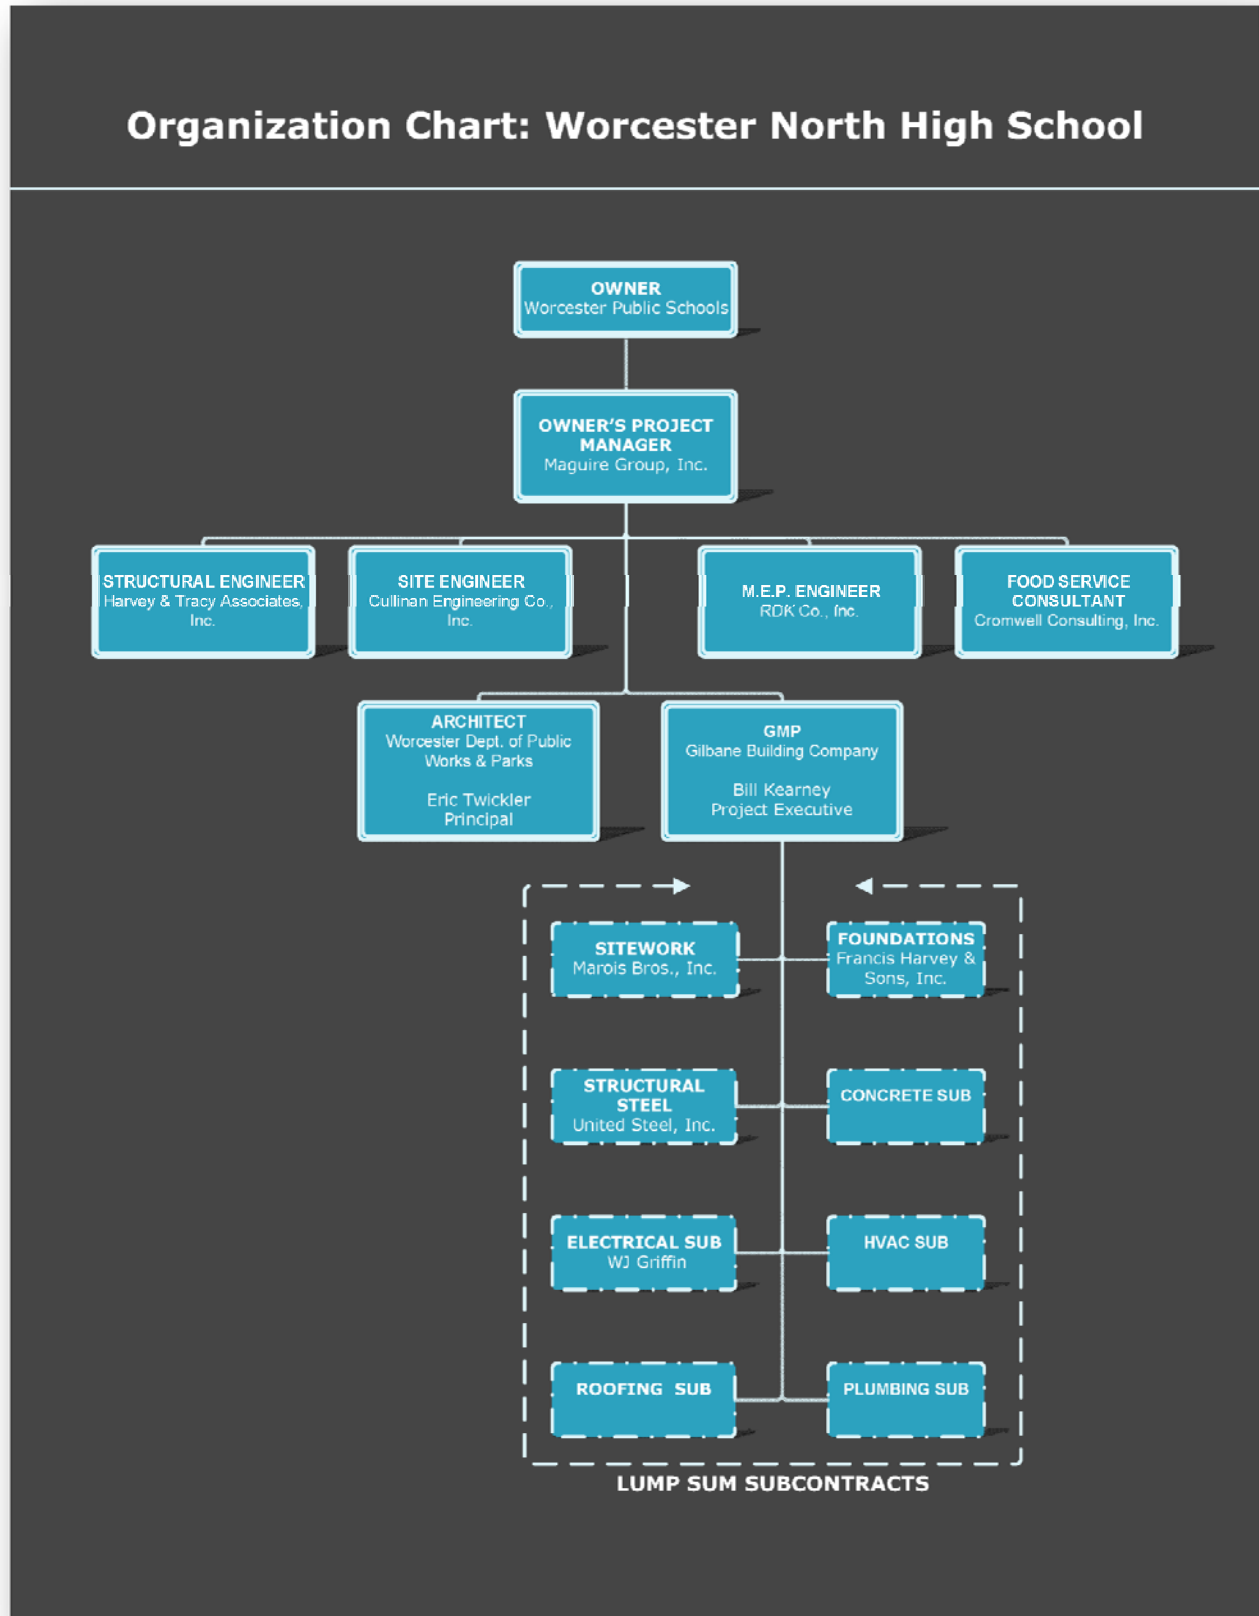 Organization Chart: Worcester North High School
OWNER
Worcester Public Schools
OWNER'S PROJECT
MANAGER
Maguire Group, Inc.
STRUCTURAL ENGINEER
Harvey & Tracy Associates,
Inc.
SITE ENGINEER
Cullinan Engineering Co.,
Inc.
M.E.P. ENGINEER
RDK Co., Inc.
FOOD SERVICE
CONSULTANT
Cromwell Consulting, Inc.
ARCHITECT
Worcester Dept. of Public
Works & Parks
Eric Twickler
Principal
GMP
Gilbane Building Company
Bill Kearney
Project Executive
SITEWORK
Marois Bros., Inc.
FOUNDATIONS
Francis Harvey &
Sons, Inc.
STRUCTURAL
STEEL
United Steel, Inc.
CONCRETE SUB
ELECTRICAL SUB
WJ Griffin
HVAC SUB
ROOFING SUB
PLUMBING SUB
LUMP SUM SUBCONTRACTS